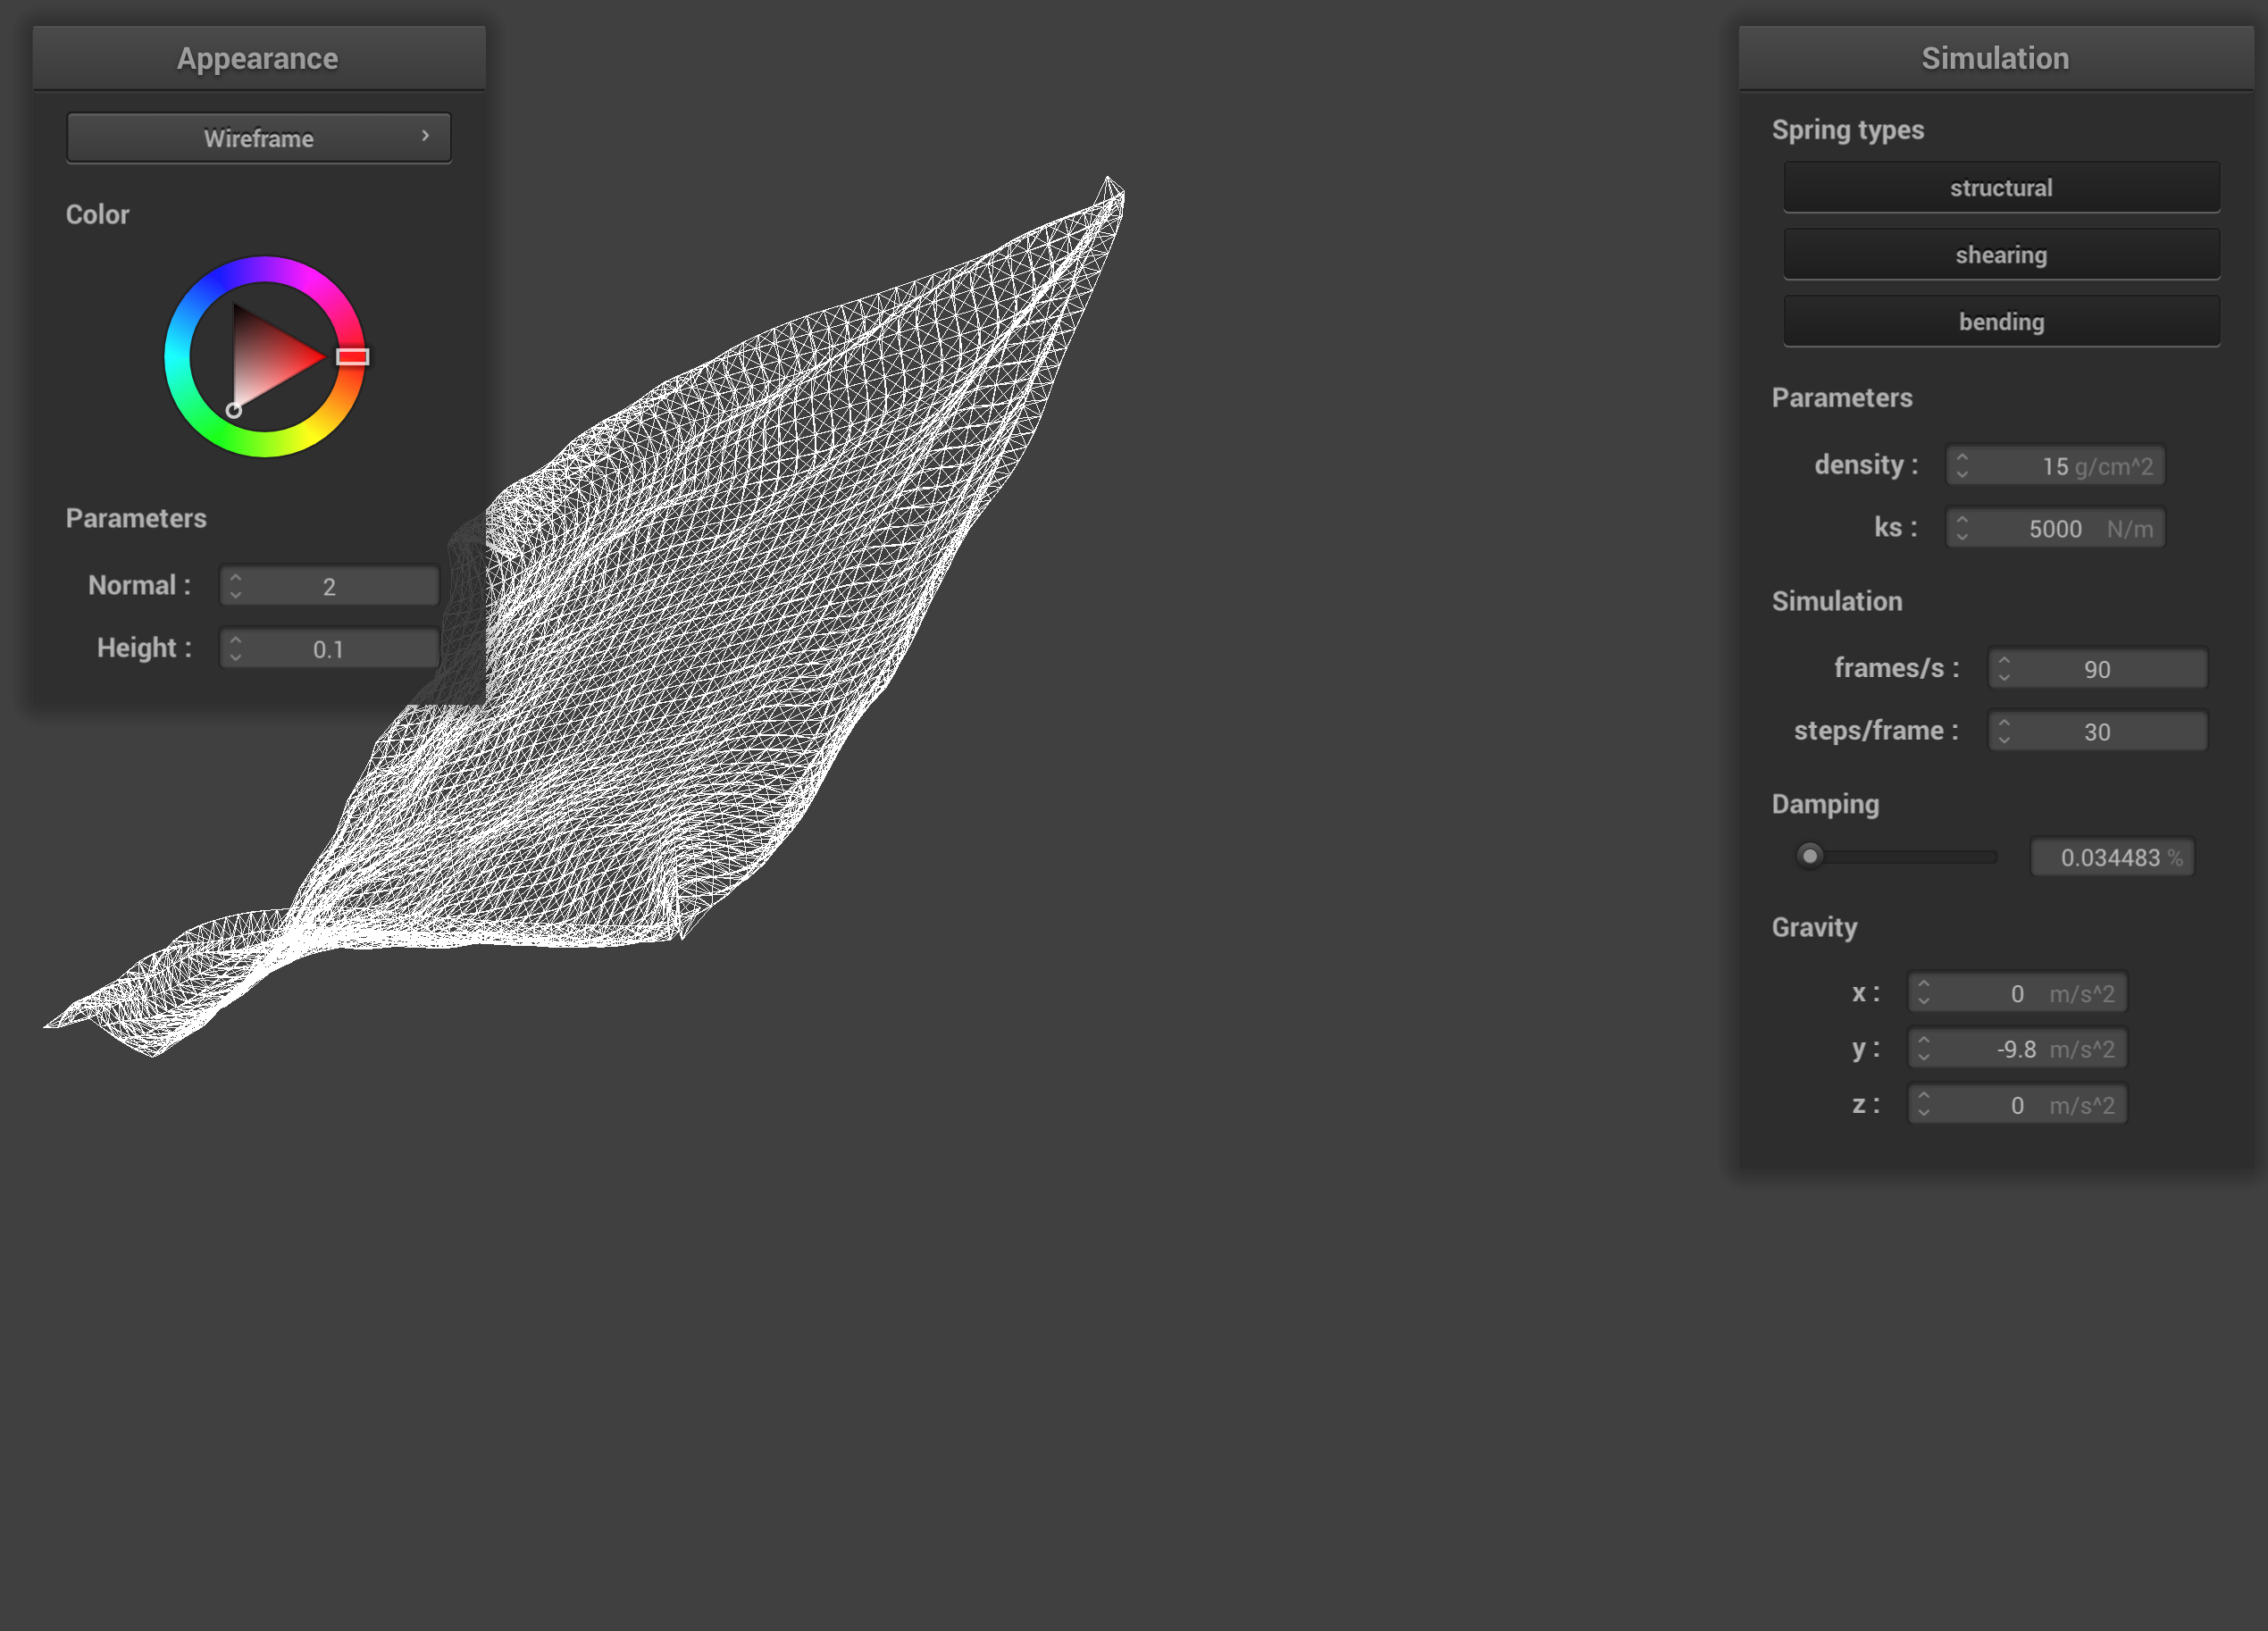 Appearance
Wireframe
Color
Parameters
Normal : 2
Height : 0.1
Simulation
Spring types
structural
shearing
bending
Parameters
density : 15 g/cm^2
ks : 5000 N/m
Simulation
frames/s : 90
steps/frame : 30
Damping
0.034483 %
Gravity
x : 0 m/s^2
y : -9.8 m/s^2
z : 0 m/s^2